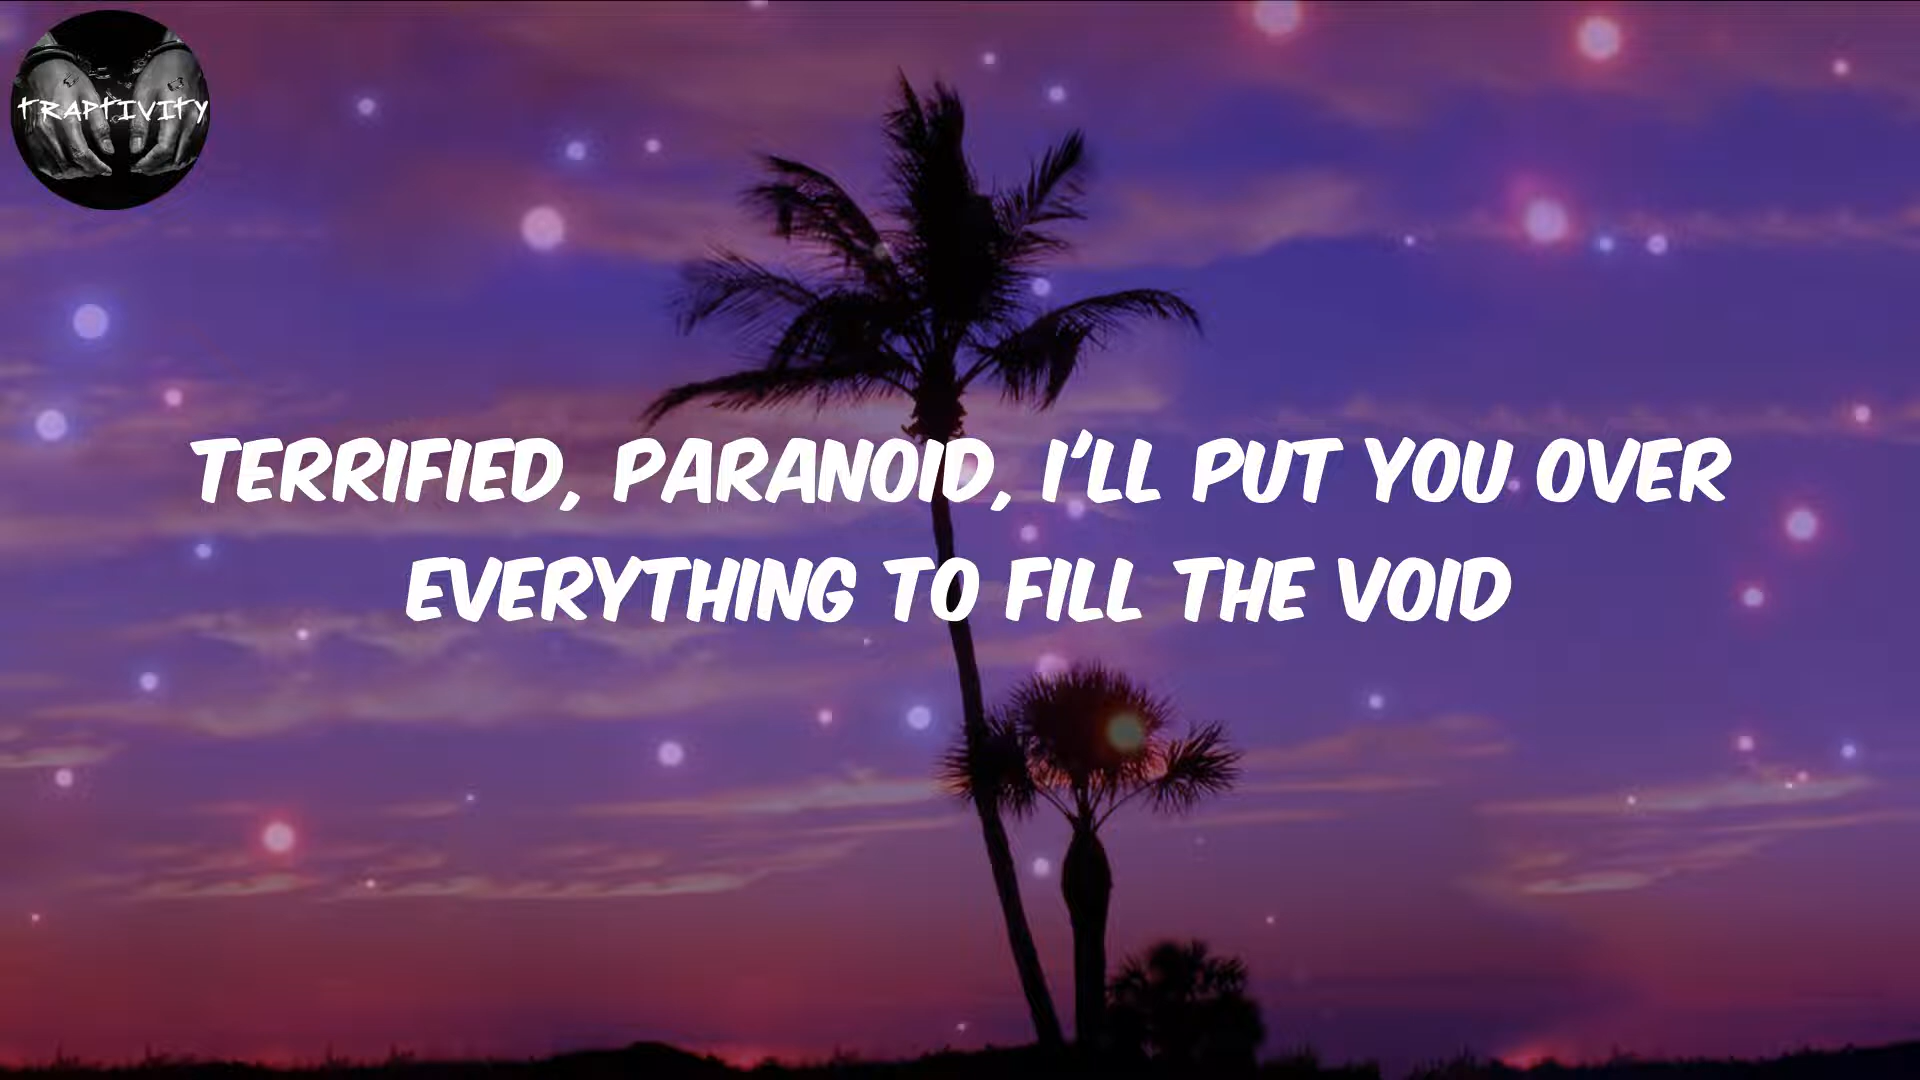 TRAPTIVITY
TERRIFIED, PARANOID, I'LL PUT YOU OVER
EVERYTHING TO FILL THE VOID